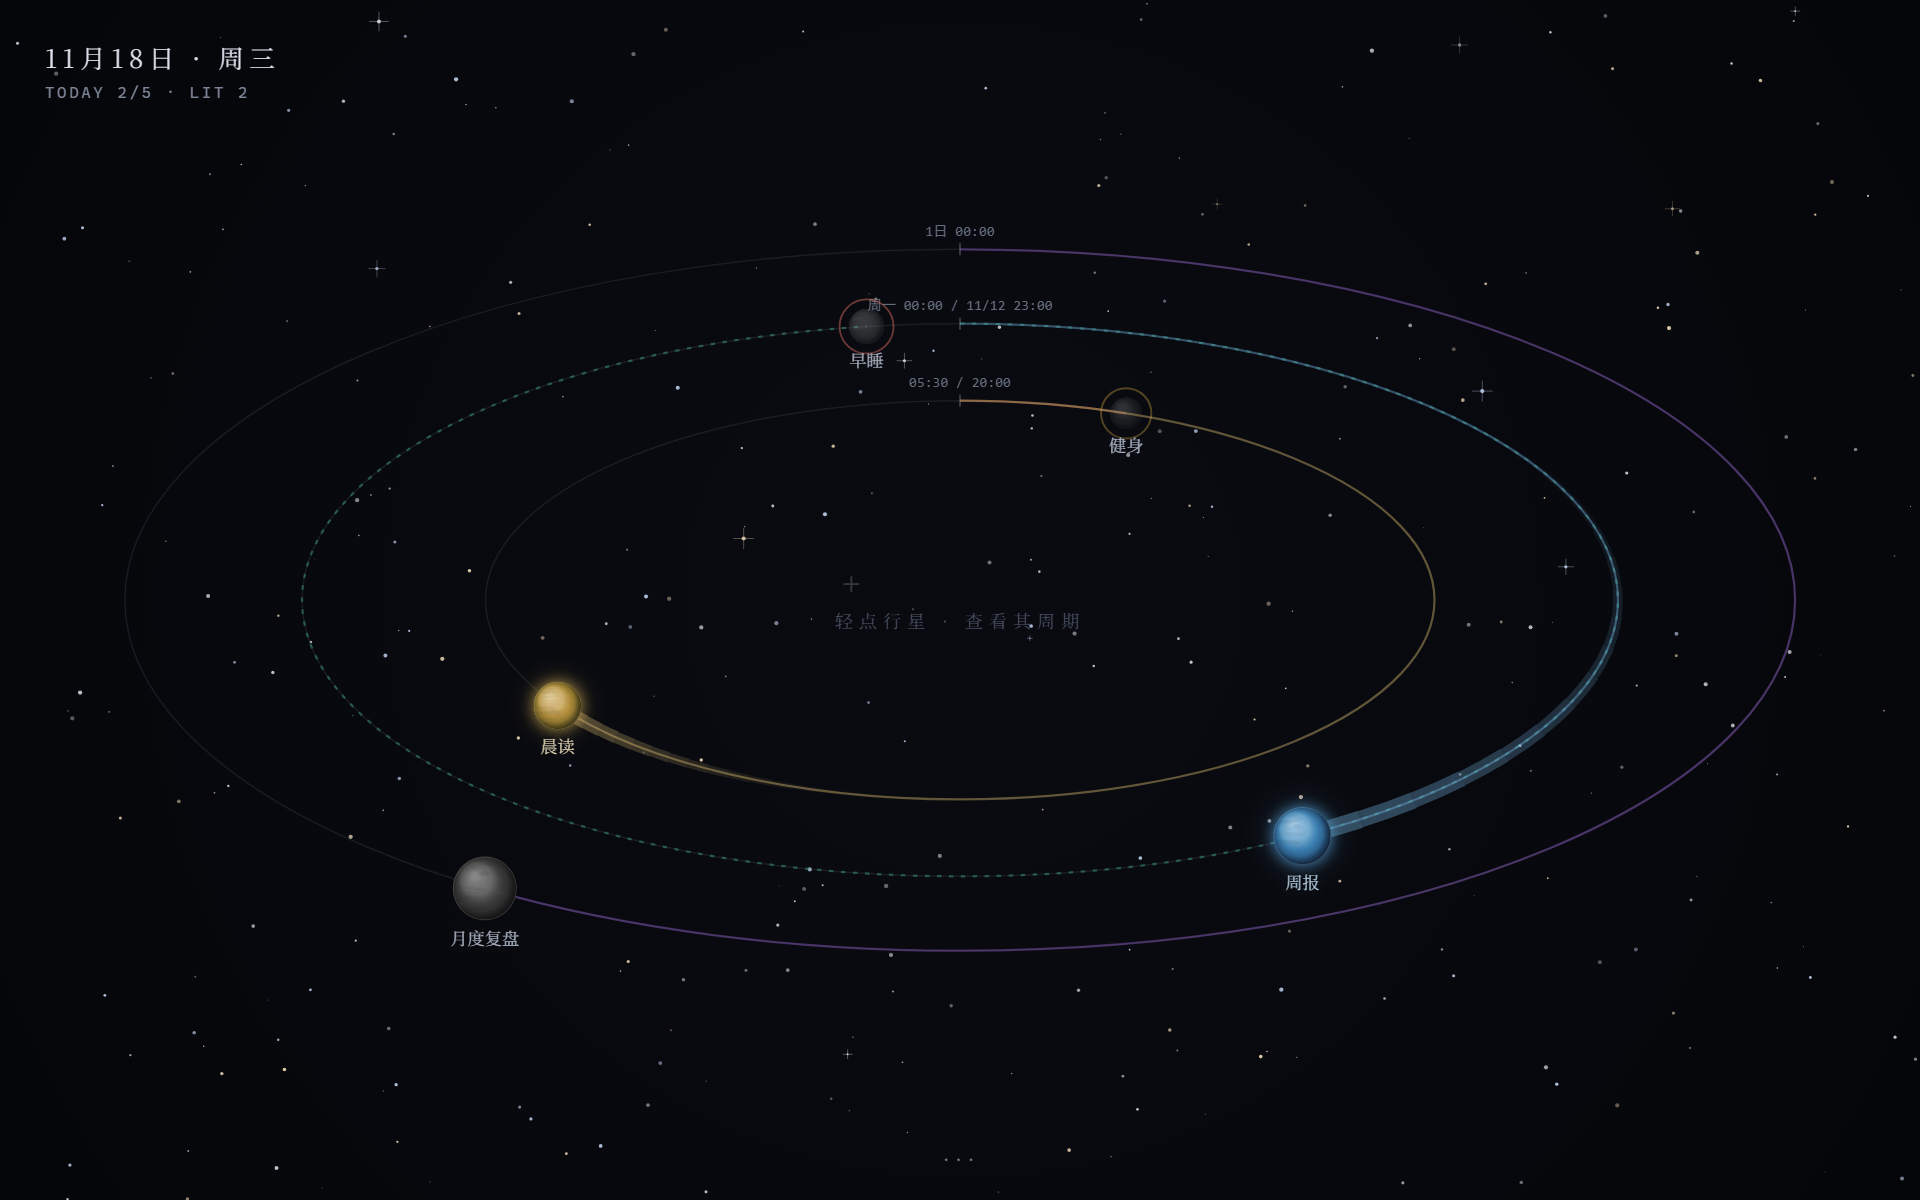 11月18日 · 周三
TODAY 2/5 · LIT 2
1日 00:00
周一 00:00 / 11/12 23:00
早睡
05:30 / 20:00
健身
轻点行星 · 查看其周期
晨读
周报
月度复盘
···